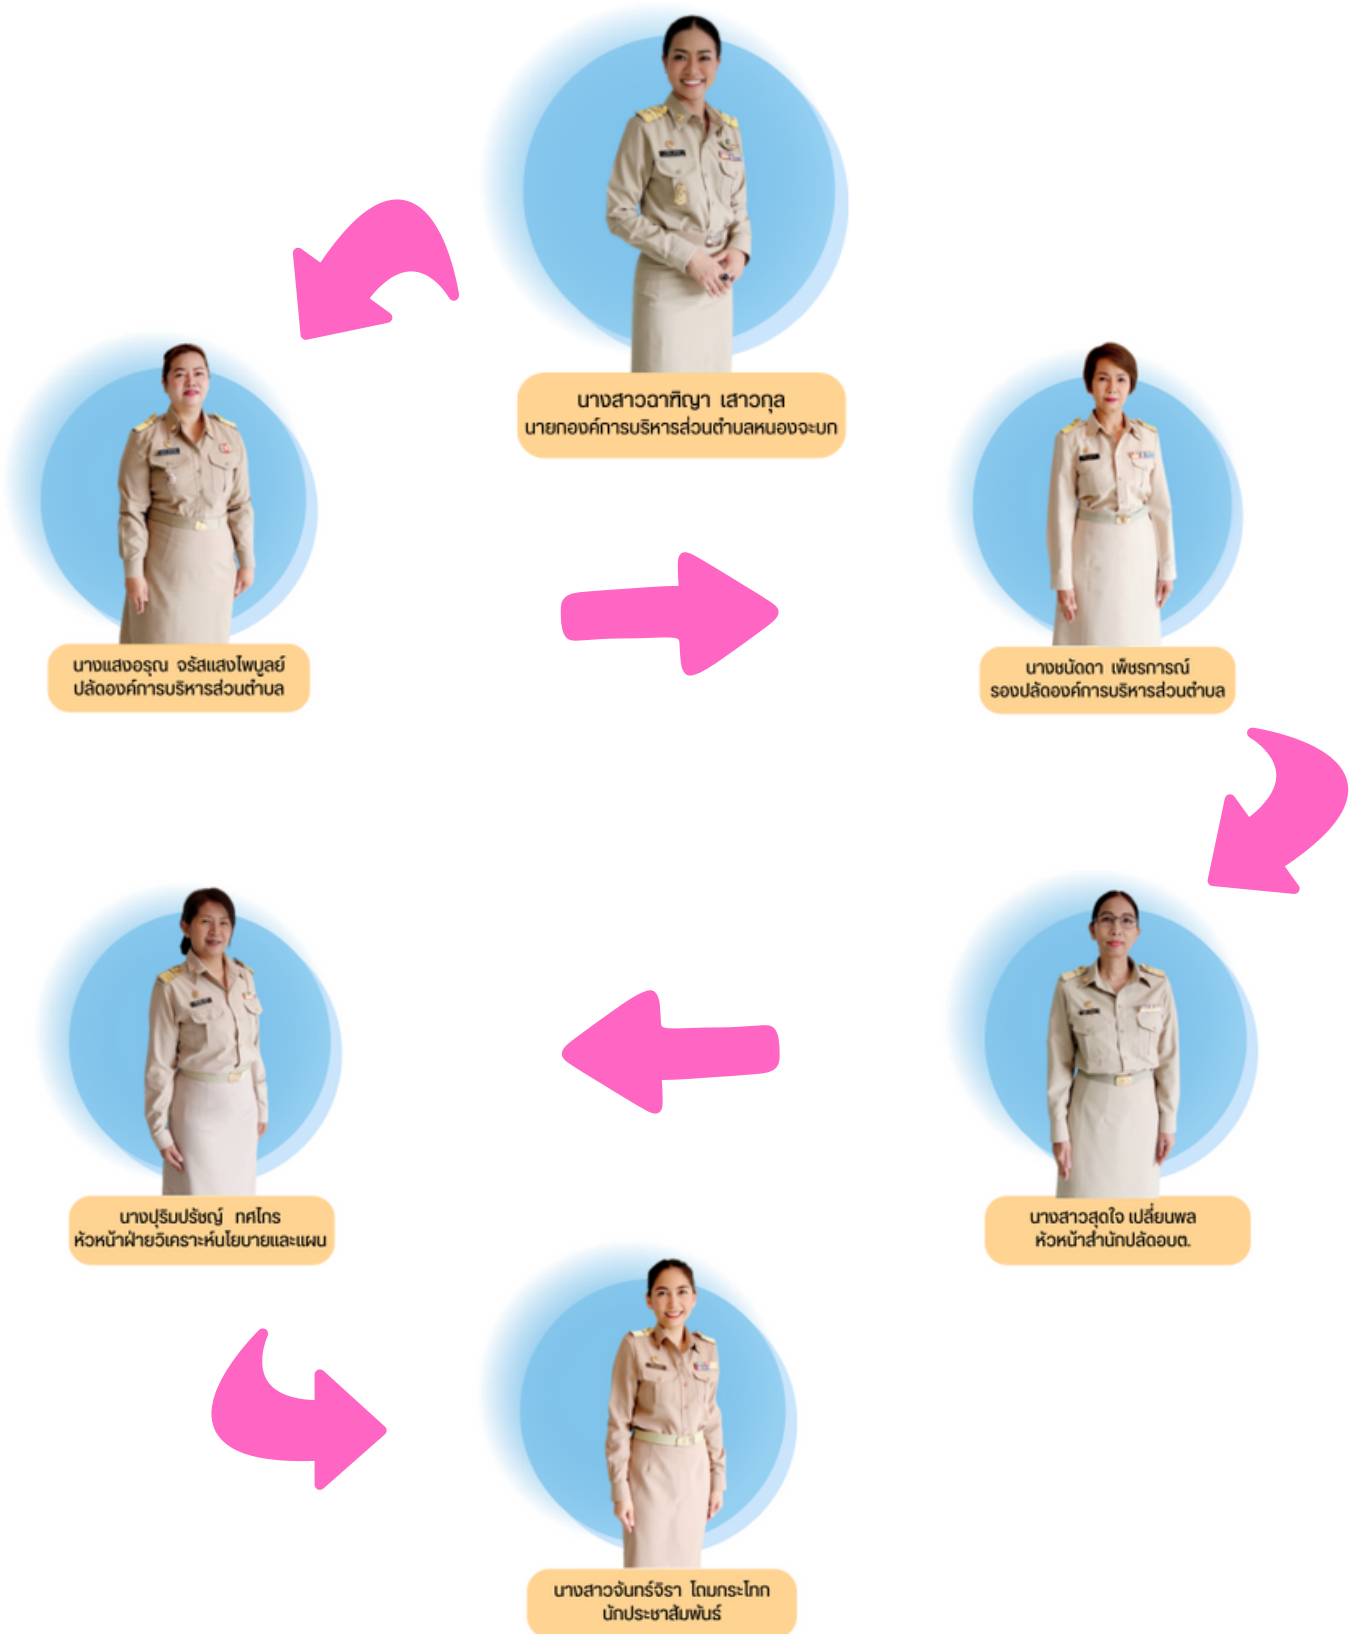 นางสาวฉาฑิญา เสาวกุล
นายกองค์การบริหารส่วนตำบลหนองจะบก
นางแสงอรุณ จรัสแสงไพบูลย์
ปลัดองค์การบริหารส่วนตำบล
นางชนัดดา เพ็ชรการณ์
รองปลัดองค์การบริหารส่วนตำบล
นางสาวสุดใจ เปลี่ยนพล
หัวหน้าสำนักปลัดอบต.
นางปุริมปรัชญ์ ทศไกร
หัวหน้าฝ่ายวิเคราะห์นโยบายและแผน
นางสาวจันทร์จิรา โฉมกระโทก
นักประชาสัมพันธ์